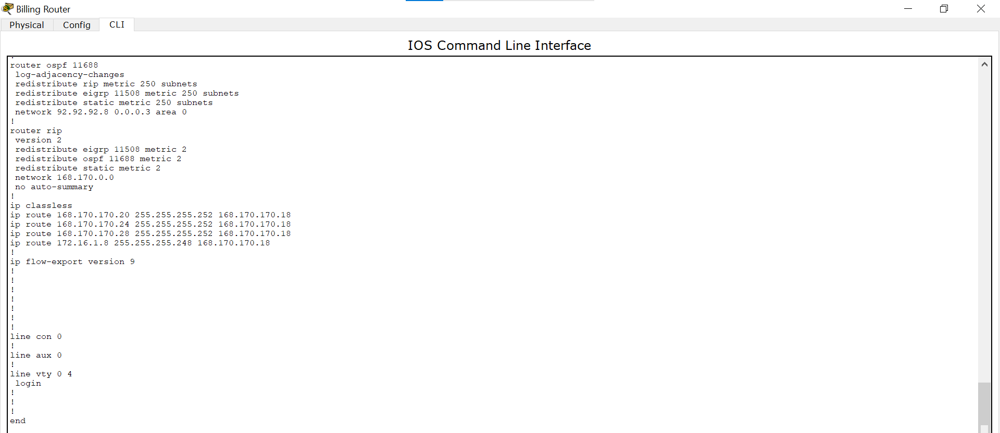 Billing Router
Physical Config CLI
IOS Command Line Interface
!
router ospf 11688
 log-adjacency-changes
 redistribute rip metric 250 subnets
 redistribute eigrp 11508 metric 250 subnets
 redistribute static metric 250 subnets
 network 92.92.92.8 0.0.0.3 area 0
!
router rip
 version 2
 redistribute eigrp 11508 metric 2
 redistribute ospf 11688 metric 2
 redistribute static metric 2
 network 168.170.0.0
 no auto-summary
!
ip classless
ip route 168.170.170.20 255.255.255.252 168.170.170.18
ip route 168.170.170.24 255.255.255.252 168.170.170.18
ip route 168.170.170.28 255.255.255.252 168.170.170.18
ip route 172.16.1.8 255.255.255.248 168.170.170.18
!
ip flow-export version 9
!
!
!
!
!
!
!
line con 0
!
line aux 0
!
line vty 0 4
 login
!
!
!
end